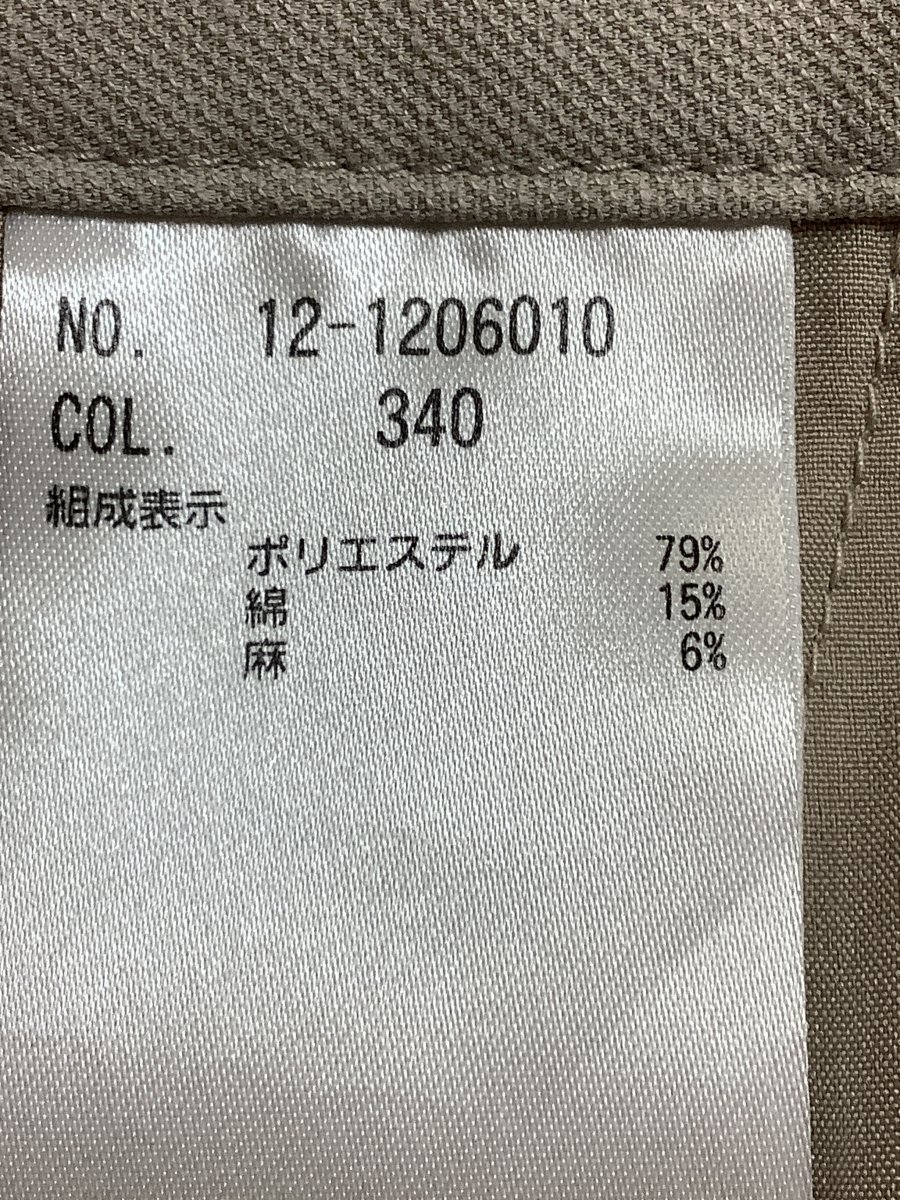 NO. 12-1206010
COL. 340
組成表示
ポリエステル 79%
綿 15%
麻 6%